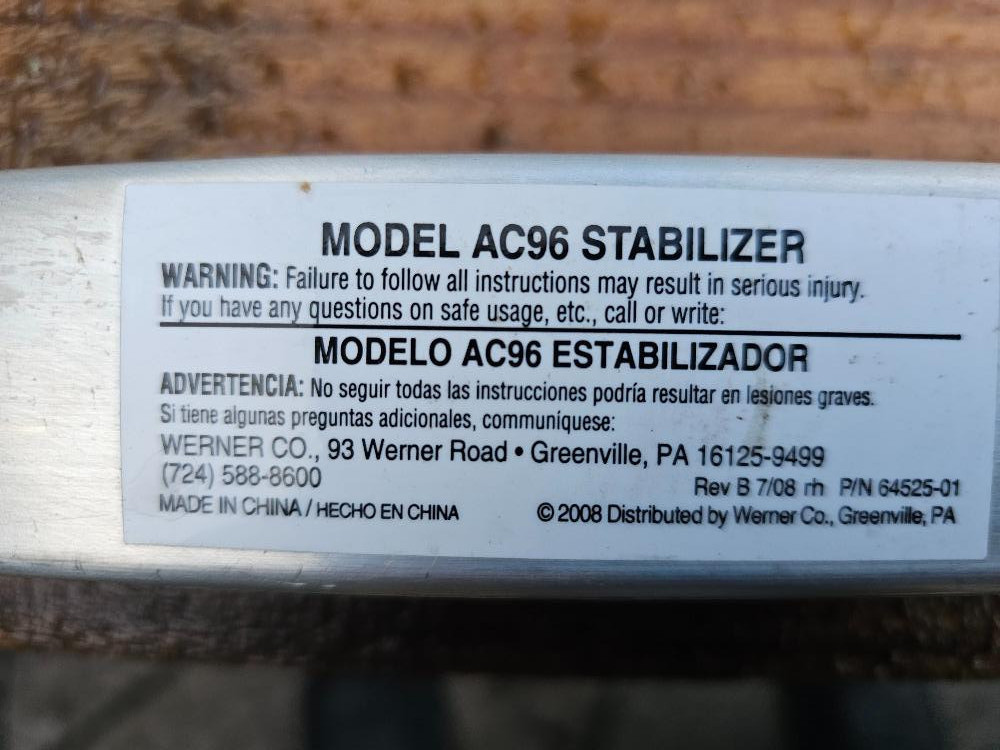 MODEL AC96 STABILIZER
WARNING: Failure to follow all instructions may result in serious injury.
If you have any questions on safe usage, etc., call or write:
MODELO AC96 ESTABILIZADOR
ADVERTENCIA: No seguir todas las instrucciones podría resultar en lesiones graves.
Si tiene algunas preguntas adicionales, communíquese:
WERNER CO., 93 Werner Road • Greenville, PA 16125-9499
(724) 588-8600
Rev B 7/08 rh P/N 64525-01
MADE IN CHINA / HECHO EN CHINA
© 2008 Distributed by Werner Co., Greenville, PA